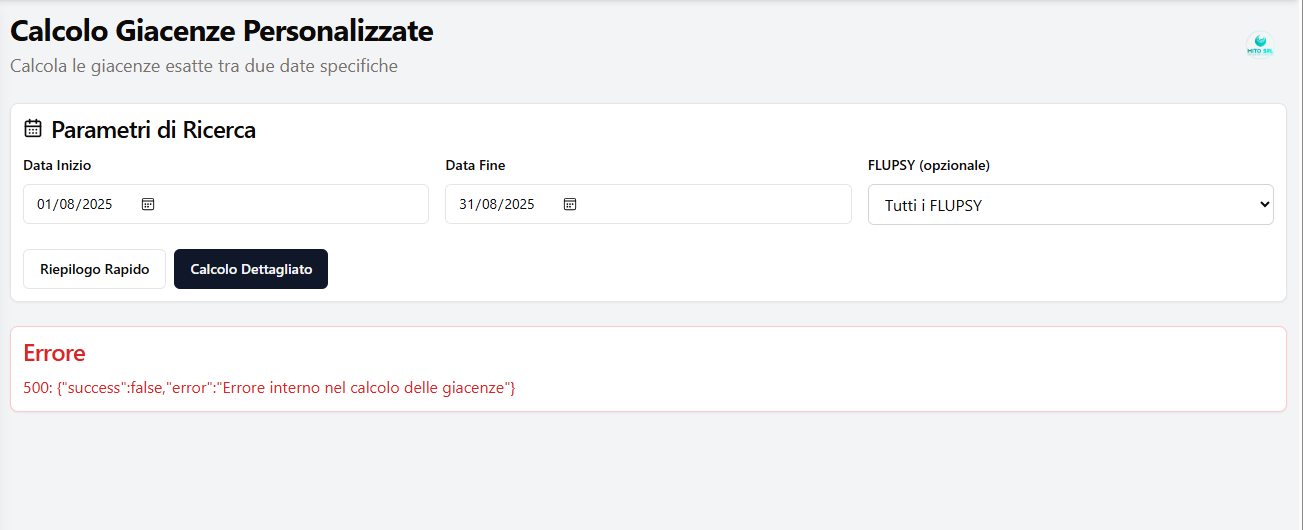 Calcolo Giacenze Personalizzate
Calcola le giacenze esatte tra due date specifiche
MITO SRL
Parametri di Ricerca
Data Inizio
Data Fine
FLUPSY (opzionale)
01/08/2025
31/08/2025
Tutti i FLUPSY
Riepilogo Rapido
Calcolo Dettagliato
Errore
500: {"success":false,"error":"Errore interno nel calcolo delle giacenze"}